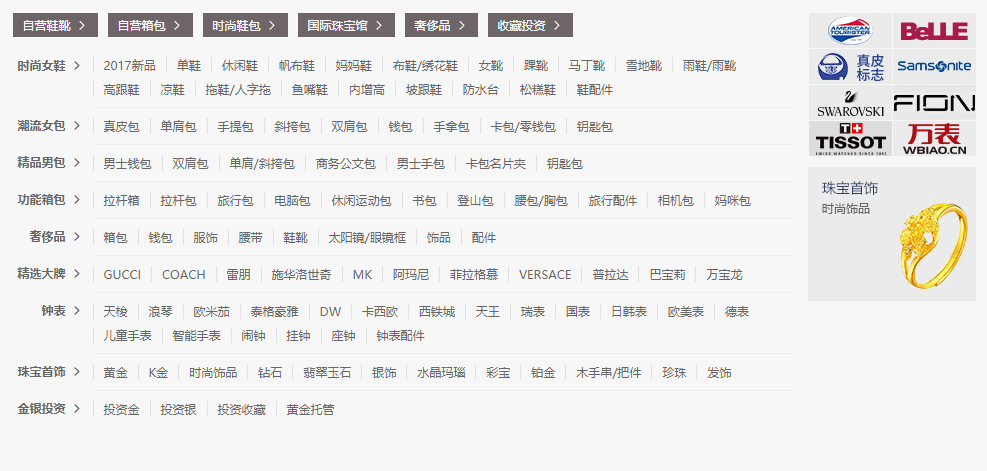 自营鞋靴 > 自营箱包 > 时尚鞋包 > 国际珠宝馆 > 奢侈品 > 收藏投资 >
时尚女鞋 > 2017新品 单鞋 休闲鞋 帆布鞋 妈妈鞋 布鞋/绣花鞋 女靴 踝靴 马丁靴 雪地靴 雨鞋/雨靴
高跟鞋 凉鞋 拖鞋/人字拖 鱼嘴鞋 内增高 坡跟鞋 防水台 松糕鞋 鞋配件
潮流女包 > 真皮包 单肩包 手提包 斜挎包 双肩包 钱包 手拿包 卡包/零钱包 钥匙包
精品男包 > 男士钱包 双肩包 单肩/斜挎包 商务公文包 男士手包 卡包名片夹 钥匙包
功能箱包 > 拉杆箱 拉杆包 旅行包 电脑包 休闲运动包 书包 登山包 腰包/胸包 旅行配件 相机包 妈咪包
奢侈品 > 箱包 钱包 服饰 腰带 鞋靴 太阳镜/眼镜框 饰品 配件
精选大牌 > GUCCI COACH 雷朋 施华洛世奇 MK 阿玛尼 菲拉格慕 VERSACE 普拉达 巴宝莉 万宝龙
钟表 > 天梭 浪琴 欧米茄 泰格豪雅 DW 卡西欧 西铁城 天王 瑞表 国表 日韩表 欧美表 德表
儿童手表 智能手表 闹钟 挂钟 座钟 钟表配件
珠宝首饰 > 黄金 K金 时尚饰品 钻石 翡翠玉石 银饰 水晶玛瑙 彩宝 铂金 木手串/把件 珍珠 发饰
金银投资 > 投资金 投资银 投资收藏 黄金托管
AMERICAN TOURISTER BELLE
真皮标志 Samsonite
SWAROVSKI FION
TISSOT 万表
SWISS WATCHES SINCE 1853 WBIAO.CN
珠宝首饰
时尚饰品